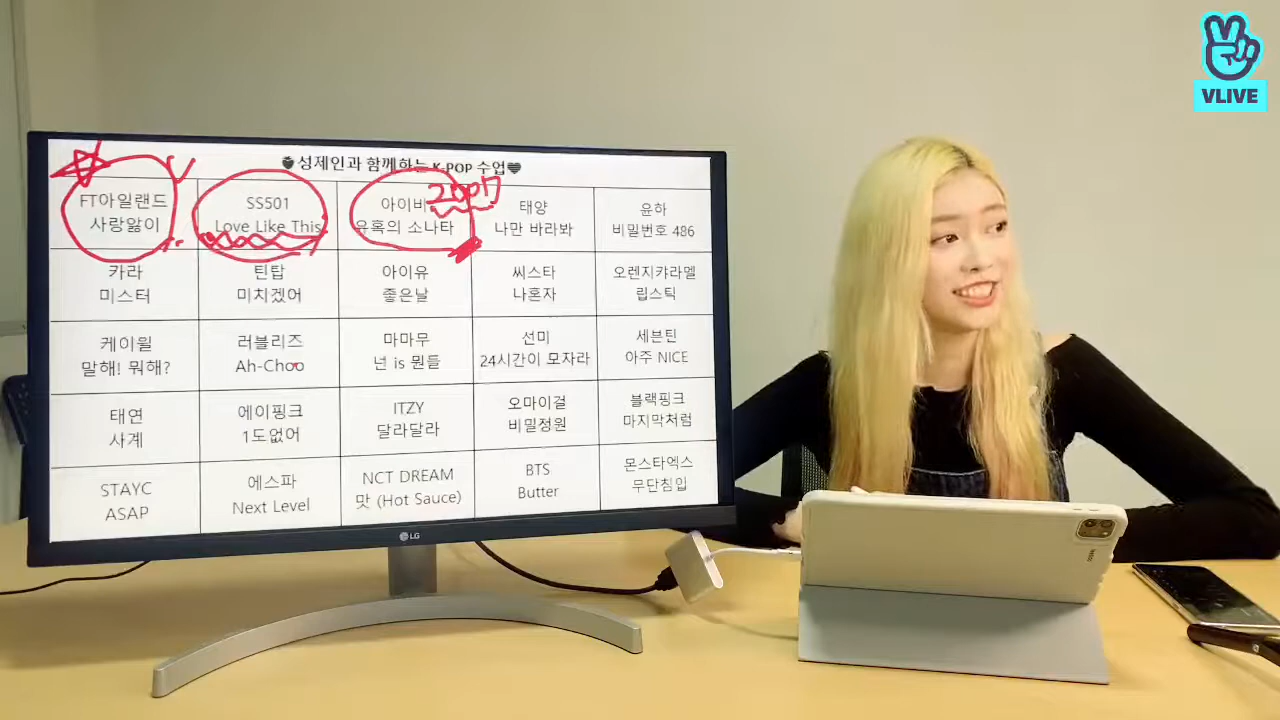 VLIVE
성제인과 함께하는 K-POP 수업
FT아일랜드
사랑앓이
SS501
Love Like This
아이비
유혹의 소나타
2007
태양
나만 바라봐
윤하
비밀번호 486
카라
미스터
틴탑
미치겠어
아이유
좋은날
씨스타
나혼자
오렌지캬라멜
립스틱
케이윌
말해! 뭐해?
러블리즈
Ah-Choo
마마무
넌 is 뭔들
선미
24시간이 모자라
세븐틴
아주 NICE
태연
사계
에이핑크
1도없어
ITZY
달라달라
오마이걸
비밀정원
블랙핑크
마지막처럼
STAYC
ASAP
에스파
Next Level
NCT DREAM
맛 (Hot Sauce)
BTS
Butter
몬스타엑스
무단침입
LG